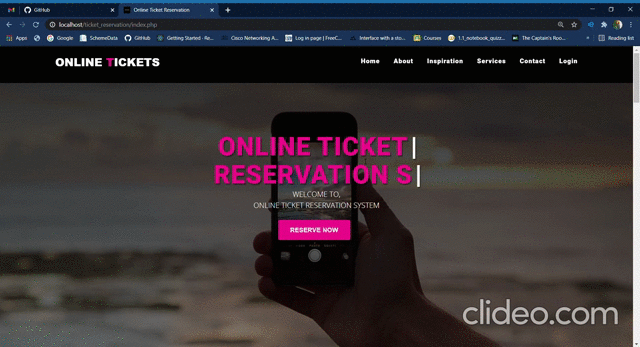 GitHub
Online Ticket Reservation
localhost/ticket_reservation/index.php
Apps
Google
SchemeData
GitHub
Getting Started - Re...
Cisco Networking A...
Log in page | FreeC...
Interface with a sto...
Courses
1.1_notebook_quizz...
The Captain's Roo...
Reading list
ONLINE TICKETS
Home
About
Inspiration
Services
Contact
Login
ONLINE TICKET|
RESERVATION S|
WELCOME TO,
ONLINE TICKET RESERVATION SYSTEM
RESERVE NOW
clideo.com